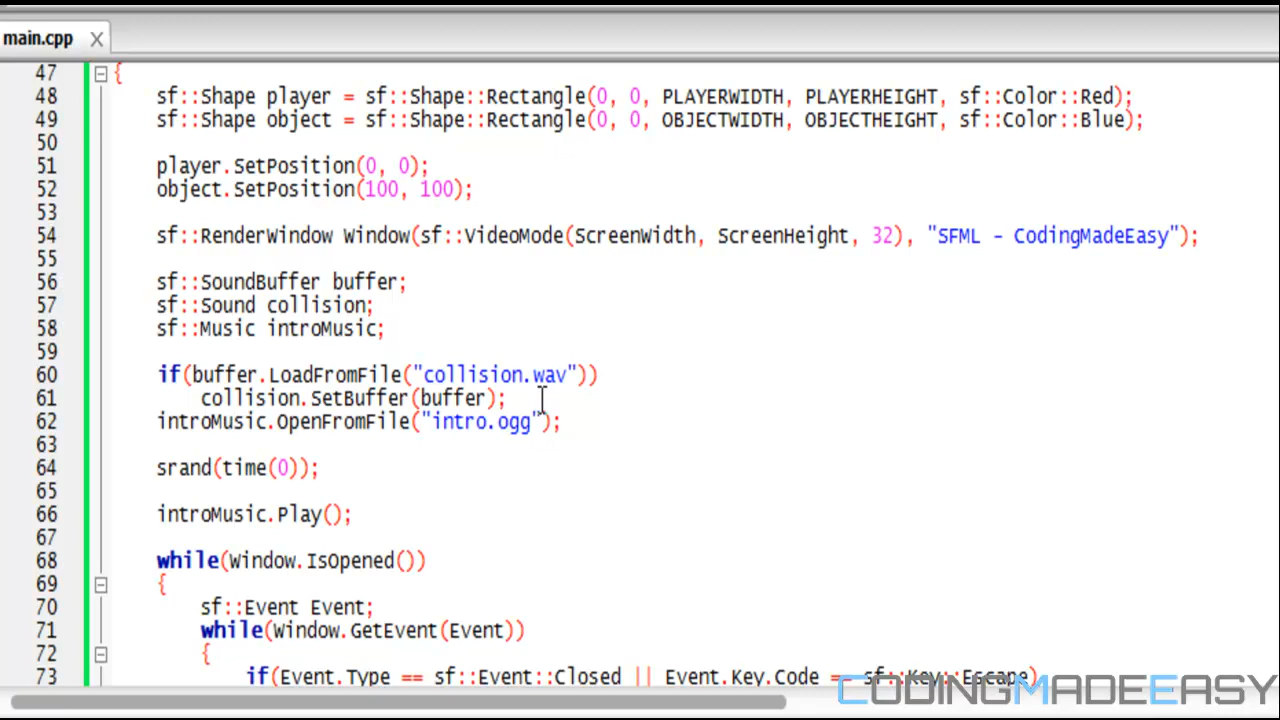 main.cpp
47 {
48 sf::Shape player = sf::Shape::Rectangle(0, 0, PLAYERWIDTH, PLAYERHEIGHT, sf::Color::Red);
49 sf::Shape object = sf::Shape::Rectangle(0, 0, OBJECTWIDTH, OBJECTHEIGHT, sf::Color::Blue);
50
51 player.SetPosition(0, 0);
52 object.SetPosition(100, 100);
53
54 sf::RenderWindow Window(sf::VideoMode(ScreenWidth, ScreenHeight, 32), "SFML - CodingMadeEasy");
55
56 sf::SoundBuffer buffer;
57 sf::Sound collision;
58 sf::Music introMusic;
59
60 if(buffer.LoadFromFile("collision.wav"))
61 collision.SetBuffer(buffer);
62 introMusic.OpenFromFile("intro.ogg");
63
64 srand(time(0));
65
66 introMusic.Play();
67
68 while(Window.IsOpened())
69 {
70 sf::Event Event;
71 while(Window.GetEvent(Event))
72 {
73 if(Event.Type == sf::Event::Closed || Event.Key.Code == sf::Key::Escape)
CODINGMADEEASY